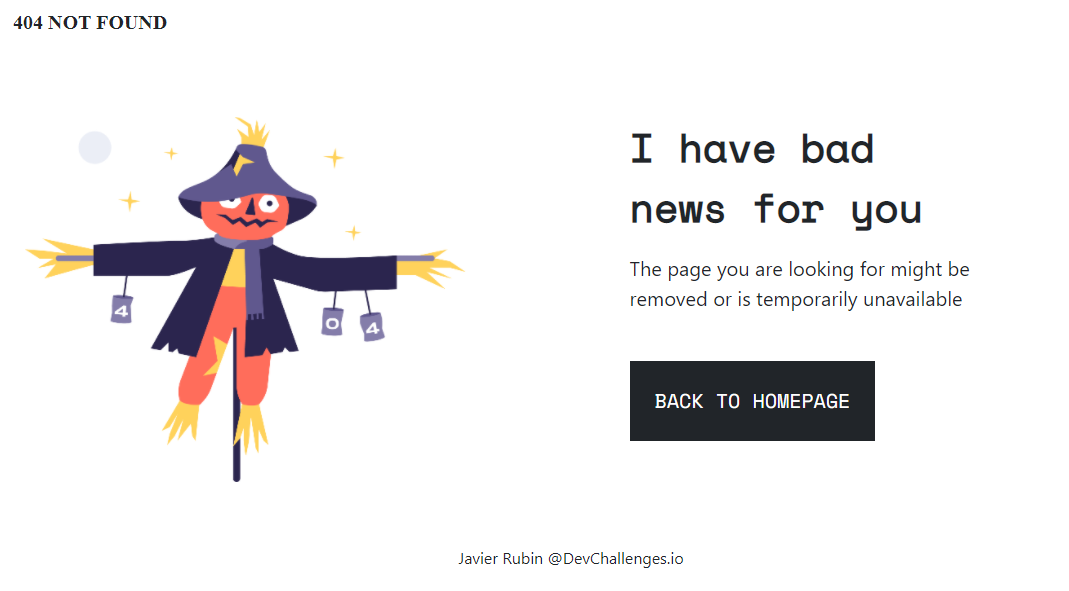 404 NOT FOUND
I have bad
news for you
The page you are looking for might be
removed or is temporarily unavailable
4
0 4
BACK TO HOMEPAGE
Javier Rubin @DevChallenges.io